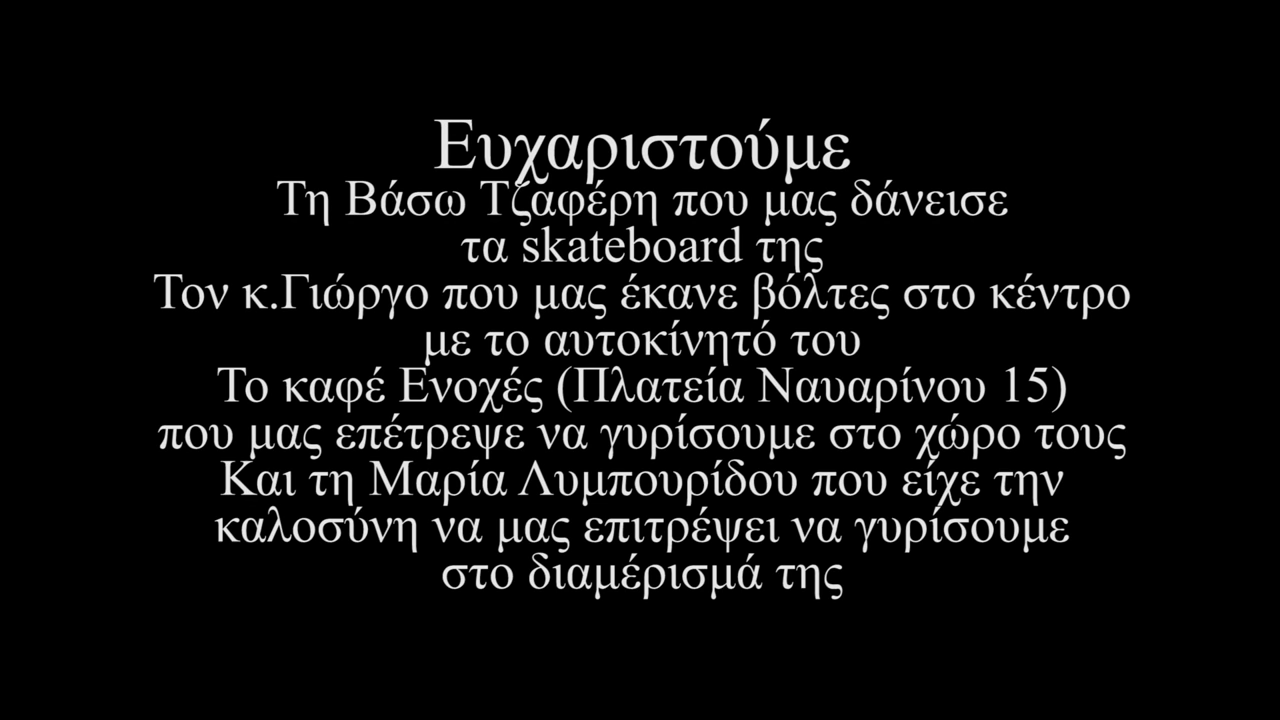 Ευχαριστούμε
Τη Βάσω Τζαφέρη που μας δάνεισε
τα skateboard της
Τον κ.Γιώργο που μας έκανε βόλτες στο κέντρο
με το αυτοκίνητό του
Το καφέ Ενοχές (Πλατεία Ναυαρίνου 15)
που μας επέτρεψε να γυρίσουμε στο χώρο τους
Και τη Μαρία Λυμπουρίδου που είχε την
καλοσύνη να μας επιτρέψει να γυρίσουμε
στο διαμέρισμά της